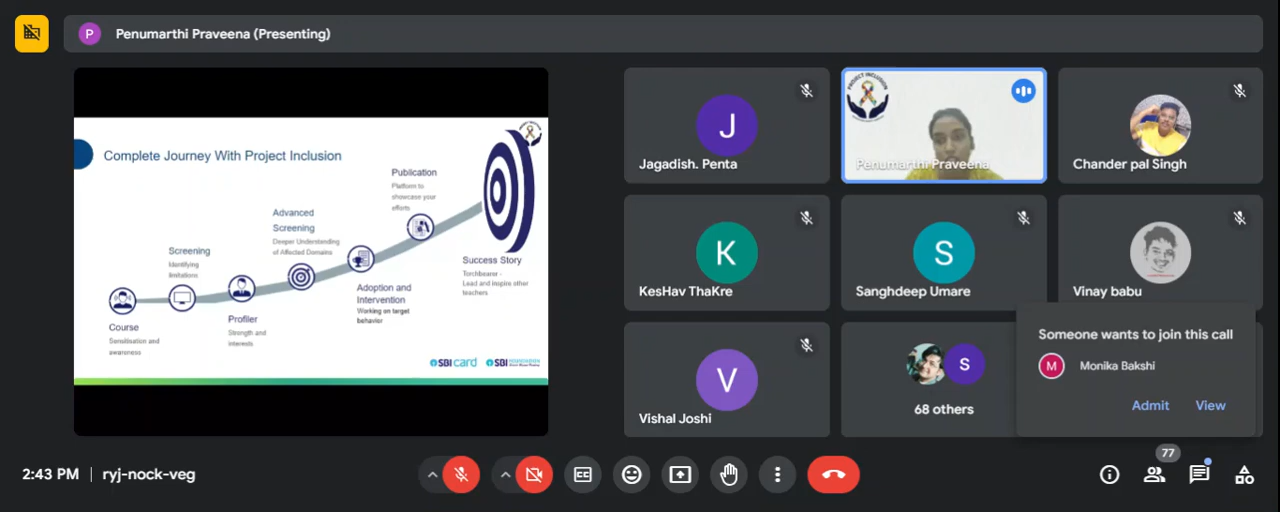 P
Penumarthi Praveena (Presenting)
Complete Journey With Project Inclusion
Publication
Platform to
showcase your
efforts
Advanced
Screening
Deeper Understanding
of Affected Domains
Screening
Identifying
limitations
Success Story
Torchbearer -
Lead and inspire other
teachers
Adoption and
Intervention
Working on target
behavior
Profiler
Strength and
interests
Course
Sensitisation and
awareness
SBI card
SBI
J
Jagadish. Penta
PROJECT INCLUSION
Penumarthi Praveena
Chander pal Singh
K
KesHav ThaKre
S
Sanghdeep Umare
Vinay babu
V
Vishal Joshi
S
68 others
Someone wants to join this call
M
Monika Bakshi
Admit
View
2:43 PM | ryj-nock-veg
CC
77